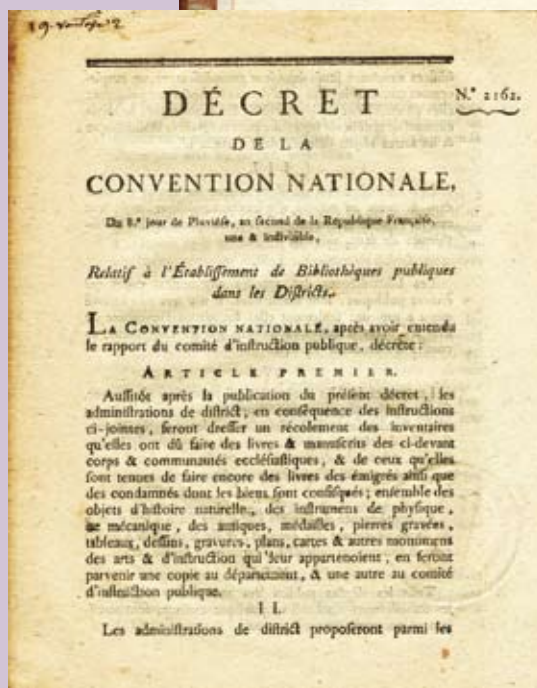 19. ventose 2
DÉCRET
N.º 2162.
DE LA
CONVENTION NATIONALE,
Du 8.º jour de Pluviôse, an second de la République Françaiſe,
une & indiviſible,
Relatif à l'Établiſſement de Bibliothèques publiques
dans les Diſtricts.
LA CONVENTION NATIONALE, après avoir entendu
le rapport du comité d'inſtruction publique, décrète :
ARTICLE PREMIER.
Auſſitôt après la publication du préſent décret, les
adminiſtrations de diſtrict, en conſéquence des inſtructions
ci-jointes, feront dreſſer un récolement des inventaires
qu'elles ont dû faire des livres & manuſcrits des ci-devant
corps & communautés eccléſiaſtiques, & de ceux qu'elles
ſont tenues de faire encore des livres des émigrés ainſi que
des condamnés dont les biens ſont confiſqués ; enſemble des
objets d'hiſtoire naturelle, des inſtrumens de phyſique,
de mécanique, des antiques, médailles, pierres gravées,
tableaux, deſſins, gravures, plans, cartes & autres monumens
des arts & d'inſtruction qui leur appartenoient, en feront
parvenir une copie au département, & une autre au comité
d'inſtruction publique.
II.
Les adminiſtrations de diſtrict propoſeront parmi les